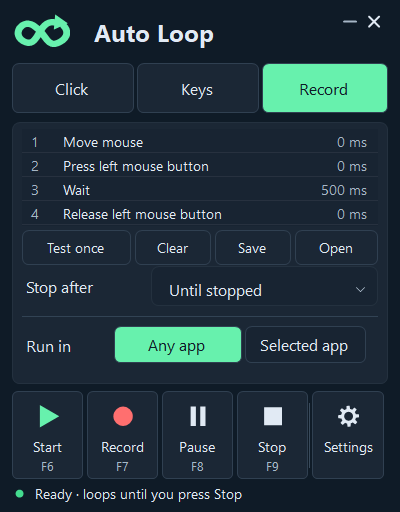 Auto Loop
Click Keys Record
1 Move mouse 0 ms
2 Press left mouse button 0 ms
3 Wait 500 ms
4 Release left mouse button 0 ms
Test once Clear Save Open
Stop after Until stopped
Run in Any app Selected app
Start Record Pause Stop Settings
F6 F7 F8 F9
Ready · loops until you press Stop